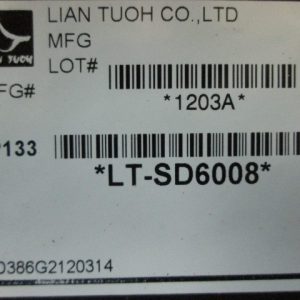 LIAN TUOH CO.,LTD
MFG
LOT#
*1203A*
FG#
133
*LT-SD6008*
0386G2120314